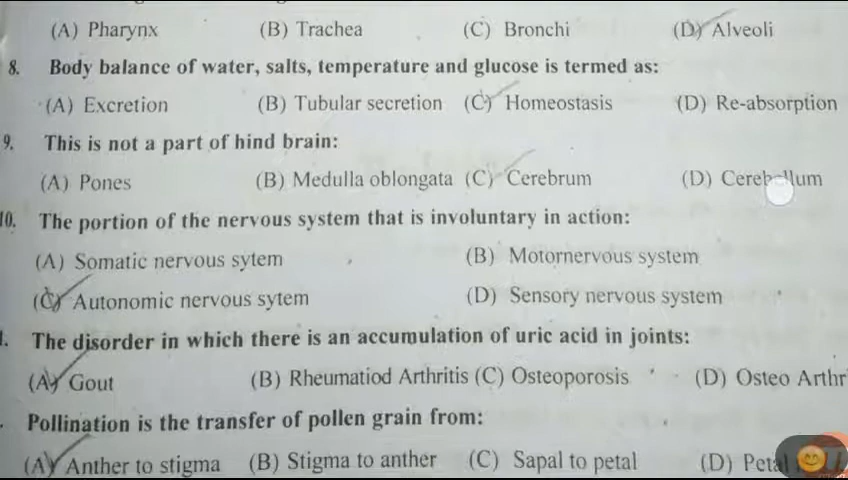 (A) Pharynx (B) Trachea (C) Bronchi (D) Alveoli
8. Body balance of water, salts, temperature and glucose is termed as:
(A) Excretion (B) Tubular secretion (C) Homeostasis (D) Re-absorption
9. This is not a part of hind brain:
(A) Pones (B) Medulla oblongata (C) Cerebrum (D) Cerebellum
10. The portion of the nervous system that is involuntary in action:
(A) Somatic nervous sytem (B) Motornervous system
(C) Autonomic nervous sytem (D) Sensory nervous system
The disorder in which there is an accumulation of uric acid in joints:
(A) Gout (B) Rheumatiod Arthritis (C) Osteoporosis (D) Osteo Arthr
Pollination is the transfer of pollen grain from:
(A) Anther to stigma (B) Stigma to anther (C) Sapal to petal (D) Petal